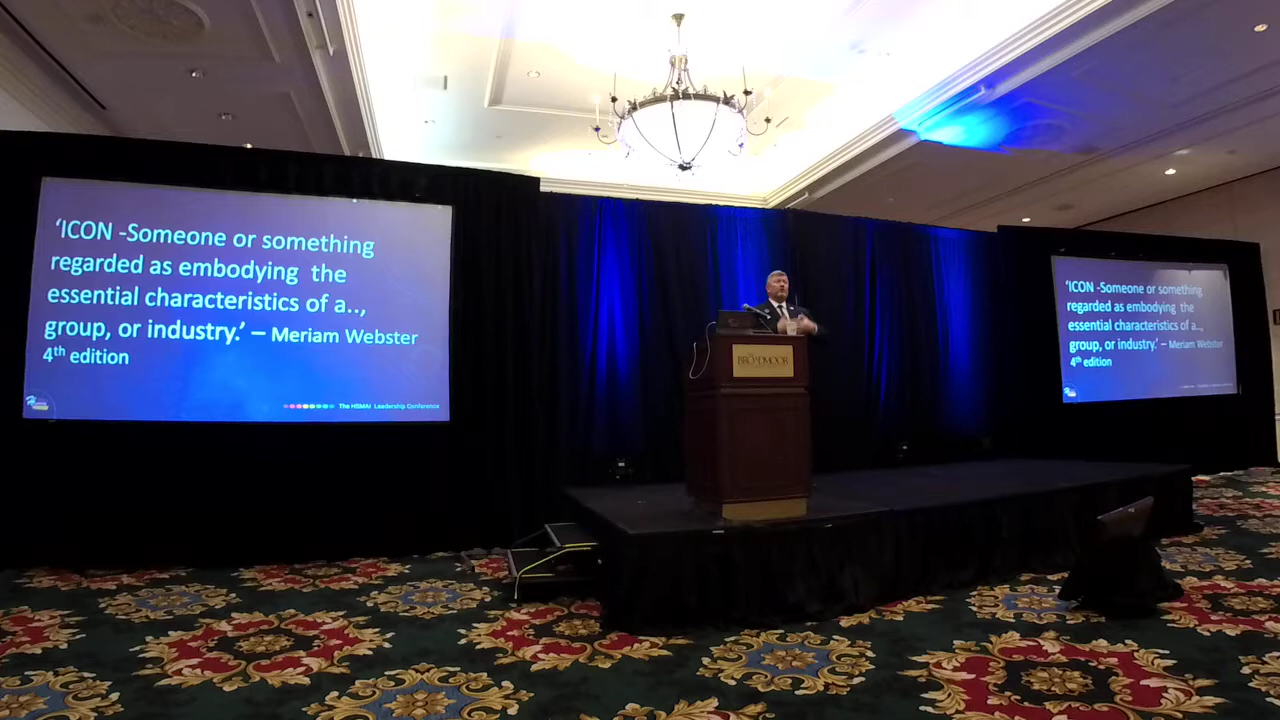 ‘ICON -Someone or something
regarded as embodying the
essential characteristics of a..,
group, or industry.’ – Meriam Webster
4th edition
The HSMAI Leadership Conference
BROADMOOR
‘ICON -Someone or something
regarded as embodying the
essential characteristics of a..,
group, or industry.’ – Meriam Webster
4th edition